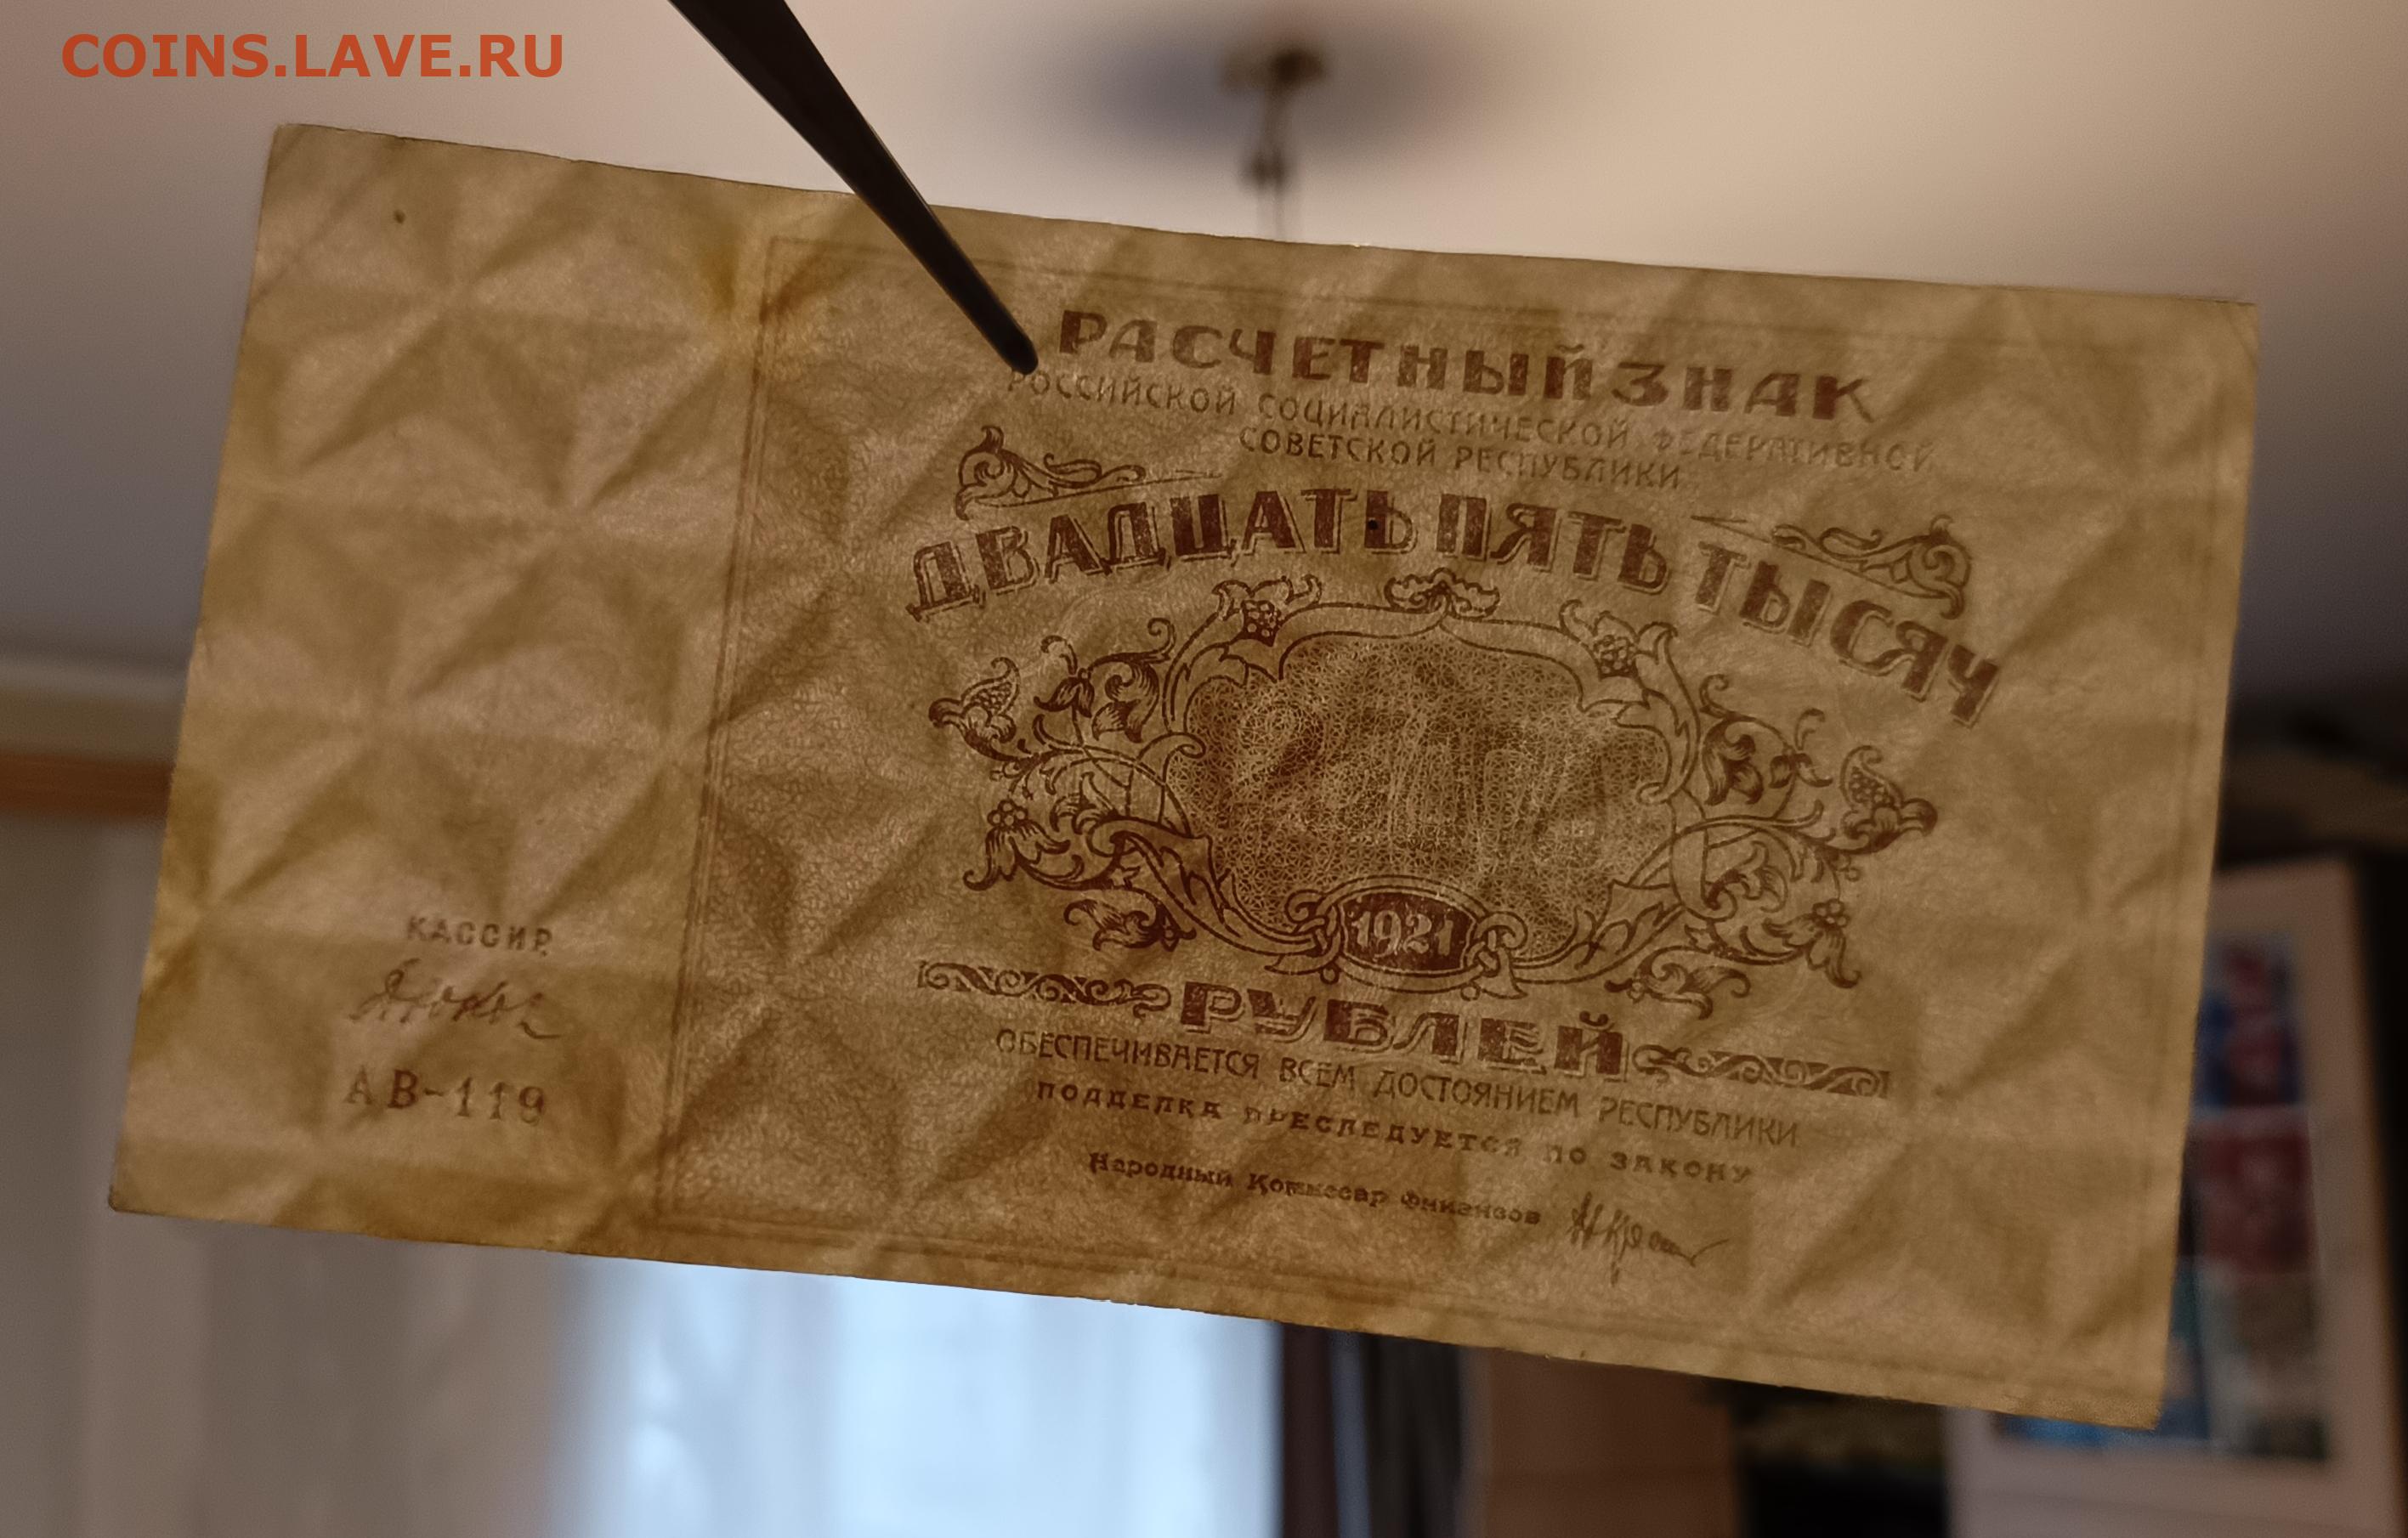 COINS.LAVE.RU
РАСЧЕТНЫЙ ЗНАК
РОССИЙСКОЙ СОЦИАЛИСТИЧЕСКОЙ ФЕДЕРАТИВНОЙ
СОВЕТСКОЙ РЕСПУБЛИКИ
ДВАДЦАТЬ ПЯТЬ ТЫСЯЧ
1921
РУБЛЕЙ
ОБЕСПЕЧИВАЕТСЯ ВСЕМ ДОСТОЯНИЕМ РЕСПУБЛИКИ
ПОДДЕЛКА ПРЕСЛЕДУЕТСЯ ПО ЗАКОНУ
Народный Комиссар Финансов
КАССИР
АВ-119